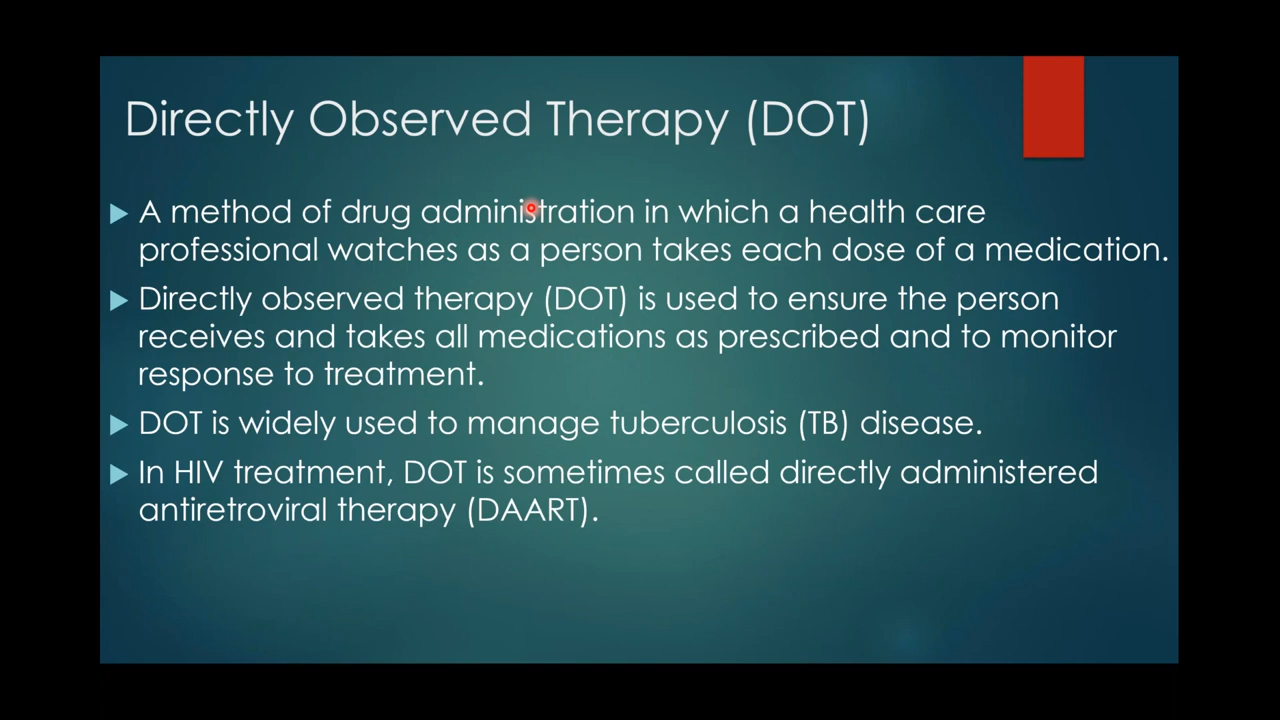 Directly Observed Therapy (DOT)
A method of drug administration in which a health care
professional watches as a person takes each dose of a medication.
Directly observed therapy (DOT) is used to ensure the person
receives and takes all medications as prescribed and to monitor
response to treatment.
DOT is widely used to manage tuberculosis (TB) disease.
In HIV treatment, DOT is sometimes called directly administered
antiretroviral therapy (DAART).